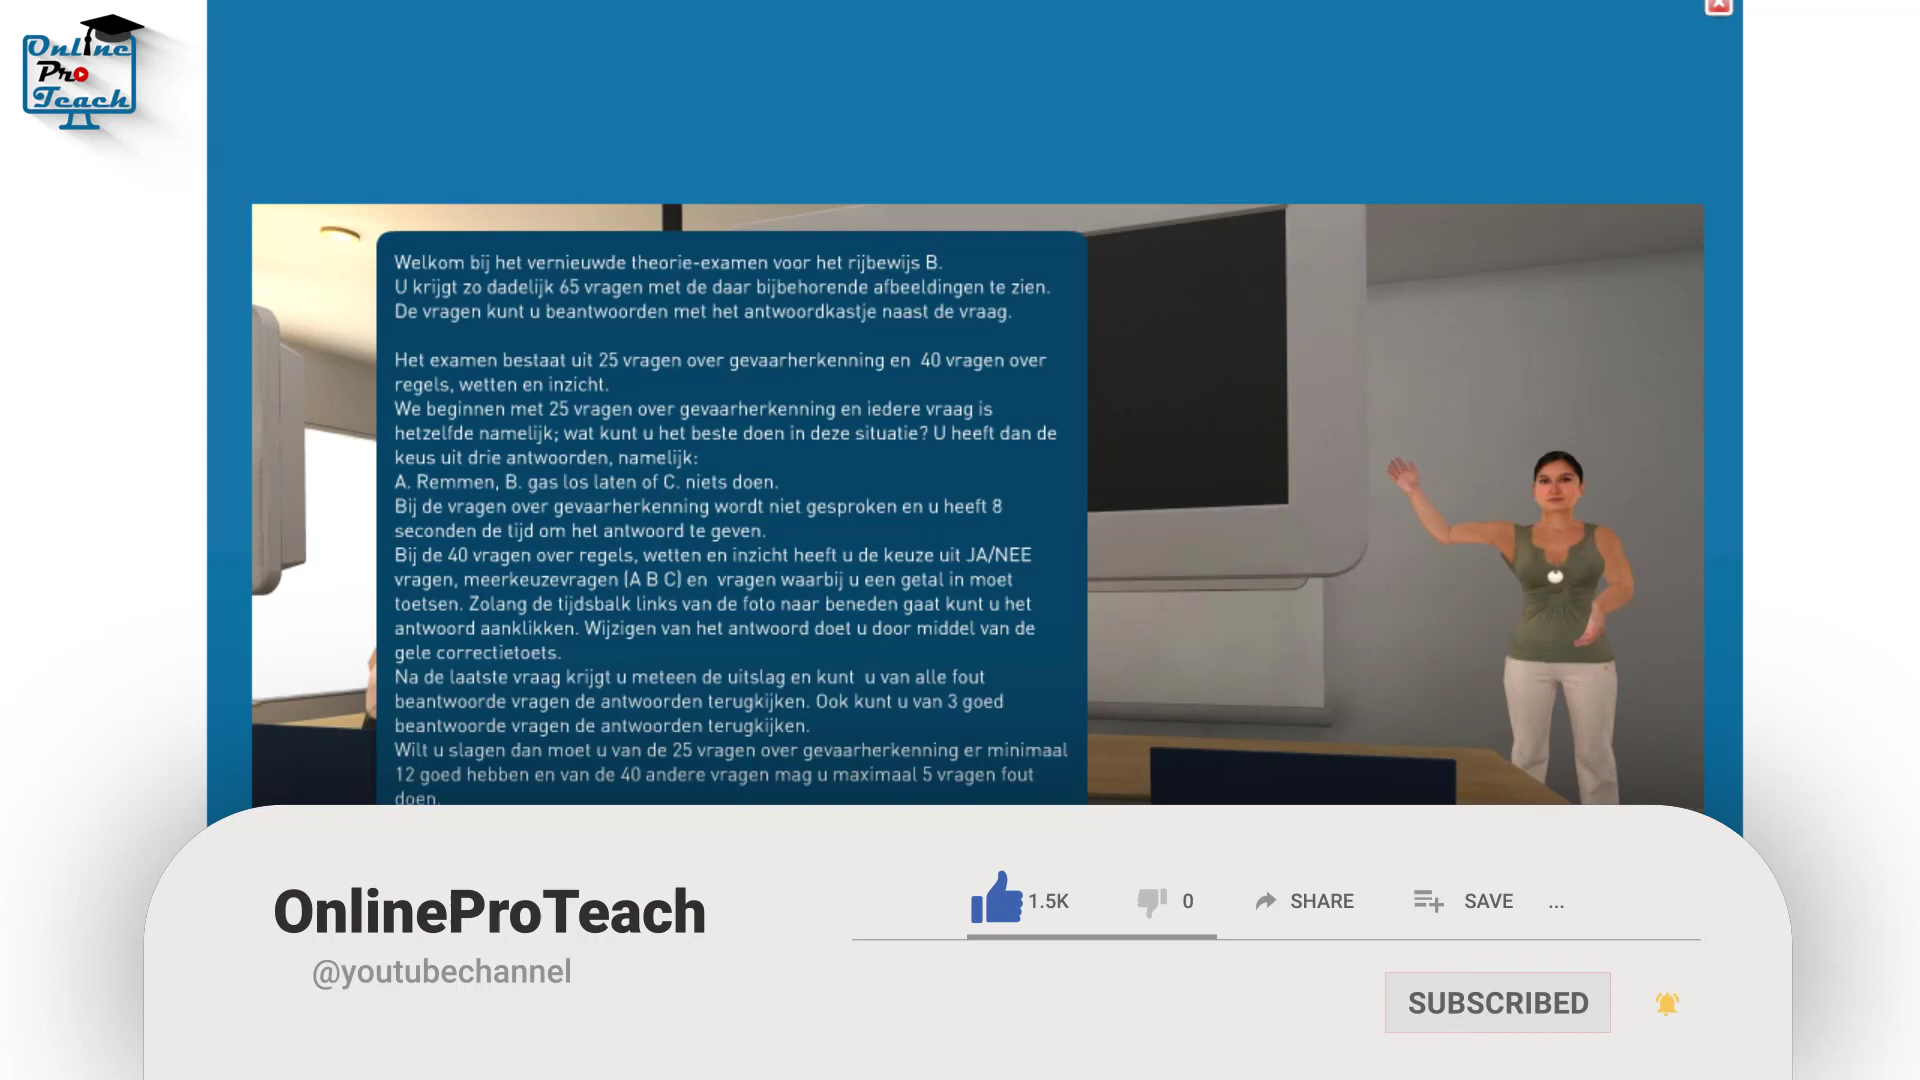 Online
Pro
Teach
Welkom bij het vernieuwde theorie-examen voor het rijbewijs B.
U krijgt zo dadelijk 65 vragen met de daar bijbehorende afbeeldingen te zien.
De vragen kunt u beantwoorden met het antwoordkastje naast de vraag.
Het examen bestaat uit 25 vragen over gevaarherkenning en 40 vragen over
regels, wetten en inzicht.
We beginnen met 25 vragen over gevaarherkenning en iedere vraag is
hetzelfde namelijk; wat kunt u het beste doen in deze situatie? U heeft dan de
keus uit drie antwoorden, namelijk:
A. Remmen, B. gas los laten of C. niets doen.
Bij de vragen over gevaarherkenning wordt niet gesproken en u heeft 8
seconden de tijd om het antwoord te geven.
Bij de 40 vragen over regels, wetten en inzicht heeft u de keuze uit JA/NEE
vragen, meerkeuzevragen (A B C) en vragen waarbij u een getal in moet
toetsen. Zolang de tijdsbalk links van de foto naar beneden gaat kunt u het
antwoord aanklikken. Wijzigen van het antwoord doet u door middel van de
gele correctietoets.
Na de laatste vraag krijgt u meteen de uitslag en kunt u van alle fout
beantwoorde vragen de antwoorden terugkijken. Ook kunt u van 3 goed
beantwoorde vragen de antwoorden terugkijken.
Wilt u slagen dan moet u van de 25 vragen over gevaarherkenning er minimaal
12 goed hebben en van de 40 andere vragen mag u maximaal 5 vragen fout
doen.
OnlineProTeach
@youtubechannel
1.5K 0 SHARE SAVE ...
SUBSCRIBED